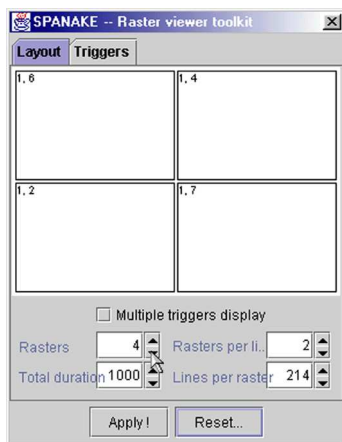 SPANAKE -- Raster viewer toolkit
Layout Triggers
1, 6 1, 4
1, 2 1, 7
Multiple triggers display
Rasters 4 Rasters per li.. 2
Total duration 1000 Lines per raster 214
Apply! Reset...